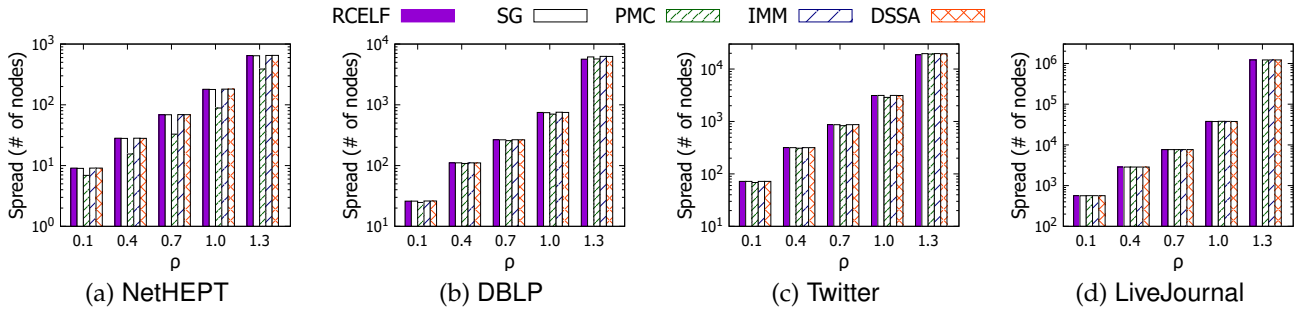 RCELF SG PMC IMM DSSA
Spread (# of nodes)
10^3
10^2
10^1
10^0
0.1 0.4 0.7 1.0 1.3
ρ
(a) NetHEPT
Spread (# of nodes)
10^4
10^3
10^2
10^1
0.1 0.4 0.7 1.0 1.3
ρ
(b) DBLP
Spread (# of nodes)
10^4
10^3
10^2
10^1
0.1 0.4 0.7 1.0 1.3
ρ
(c) Twitter
Spread (# of nodes)
10^6
10^5
10^4
10^3
10^2
0.1 0.4 0.7 1.0 1.3
ρ
(d) LiveJournal